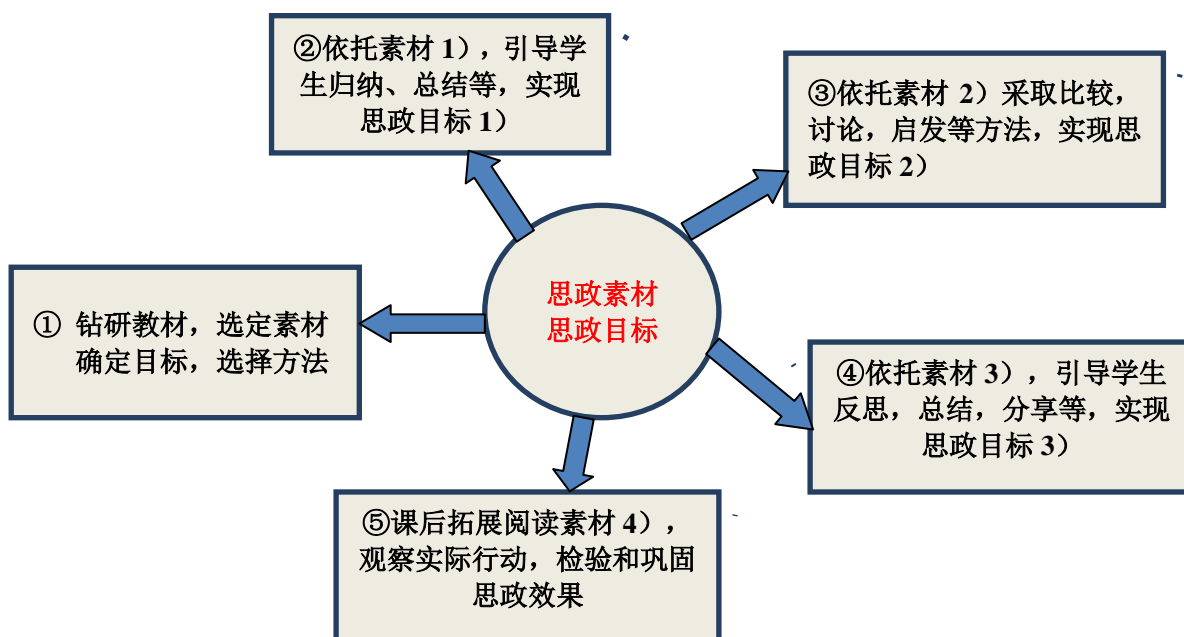 ②依托素材 1），引导学
生归纳、总结等，实现
思政目标 1）
③依托素材 2）采取比较，
讨论，启发等方法，实现思
政目标 2）
思政素材
思政目标
① 钻研教材，选定素材
确定目标，选择方法
④依托素材 3），引导学生
反思，总结，分享等，实现
思政目标 3）
⑤课后拓展阅读素材 4），
观察实际行动，检验和巩固
思政效果